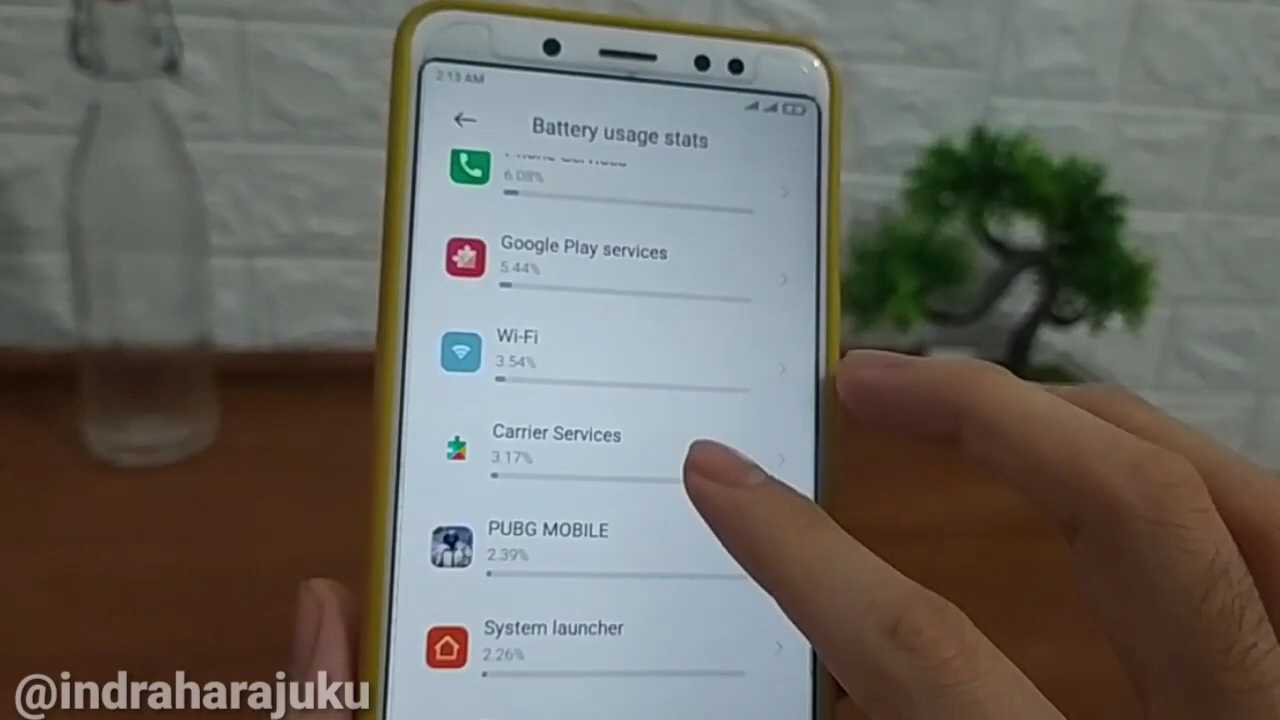 2:13 AM
Battery usage stats
6.08%
Google Play services
5.44%
Wi-Fi
3.54%
Carrier Services
3.17%
PUBG MOBILE
2.39%
System launcher
2.26%
@indraharajuku